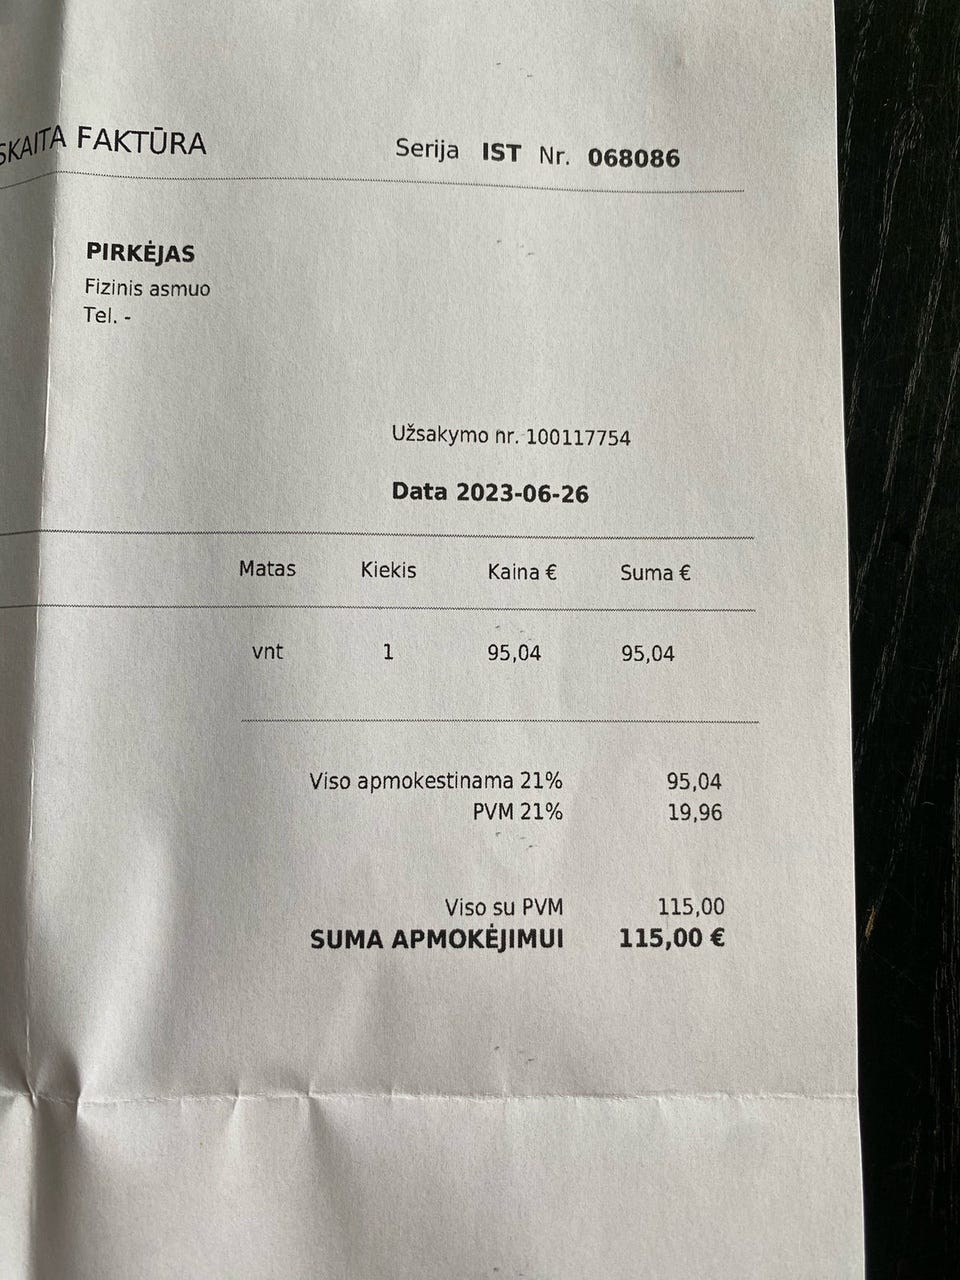 SKAITA FAKTŪRA
Serija IST Nr. 068086
PIRKĖJAS
Fizinis asmuo
Tel. -
Užsakymo nr. 100117754
Data 2023-06-26
Matas Kiekis Kaina € Suma €
vnt 1 95,04 95,04
Viso apmokestinama 21% 95,04
PVM 21% 19,96
Viso su PVM 115,00
SUMA APMOKĖJIMUI 115,00 €